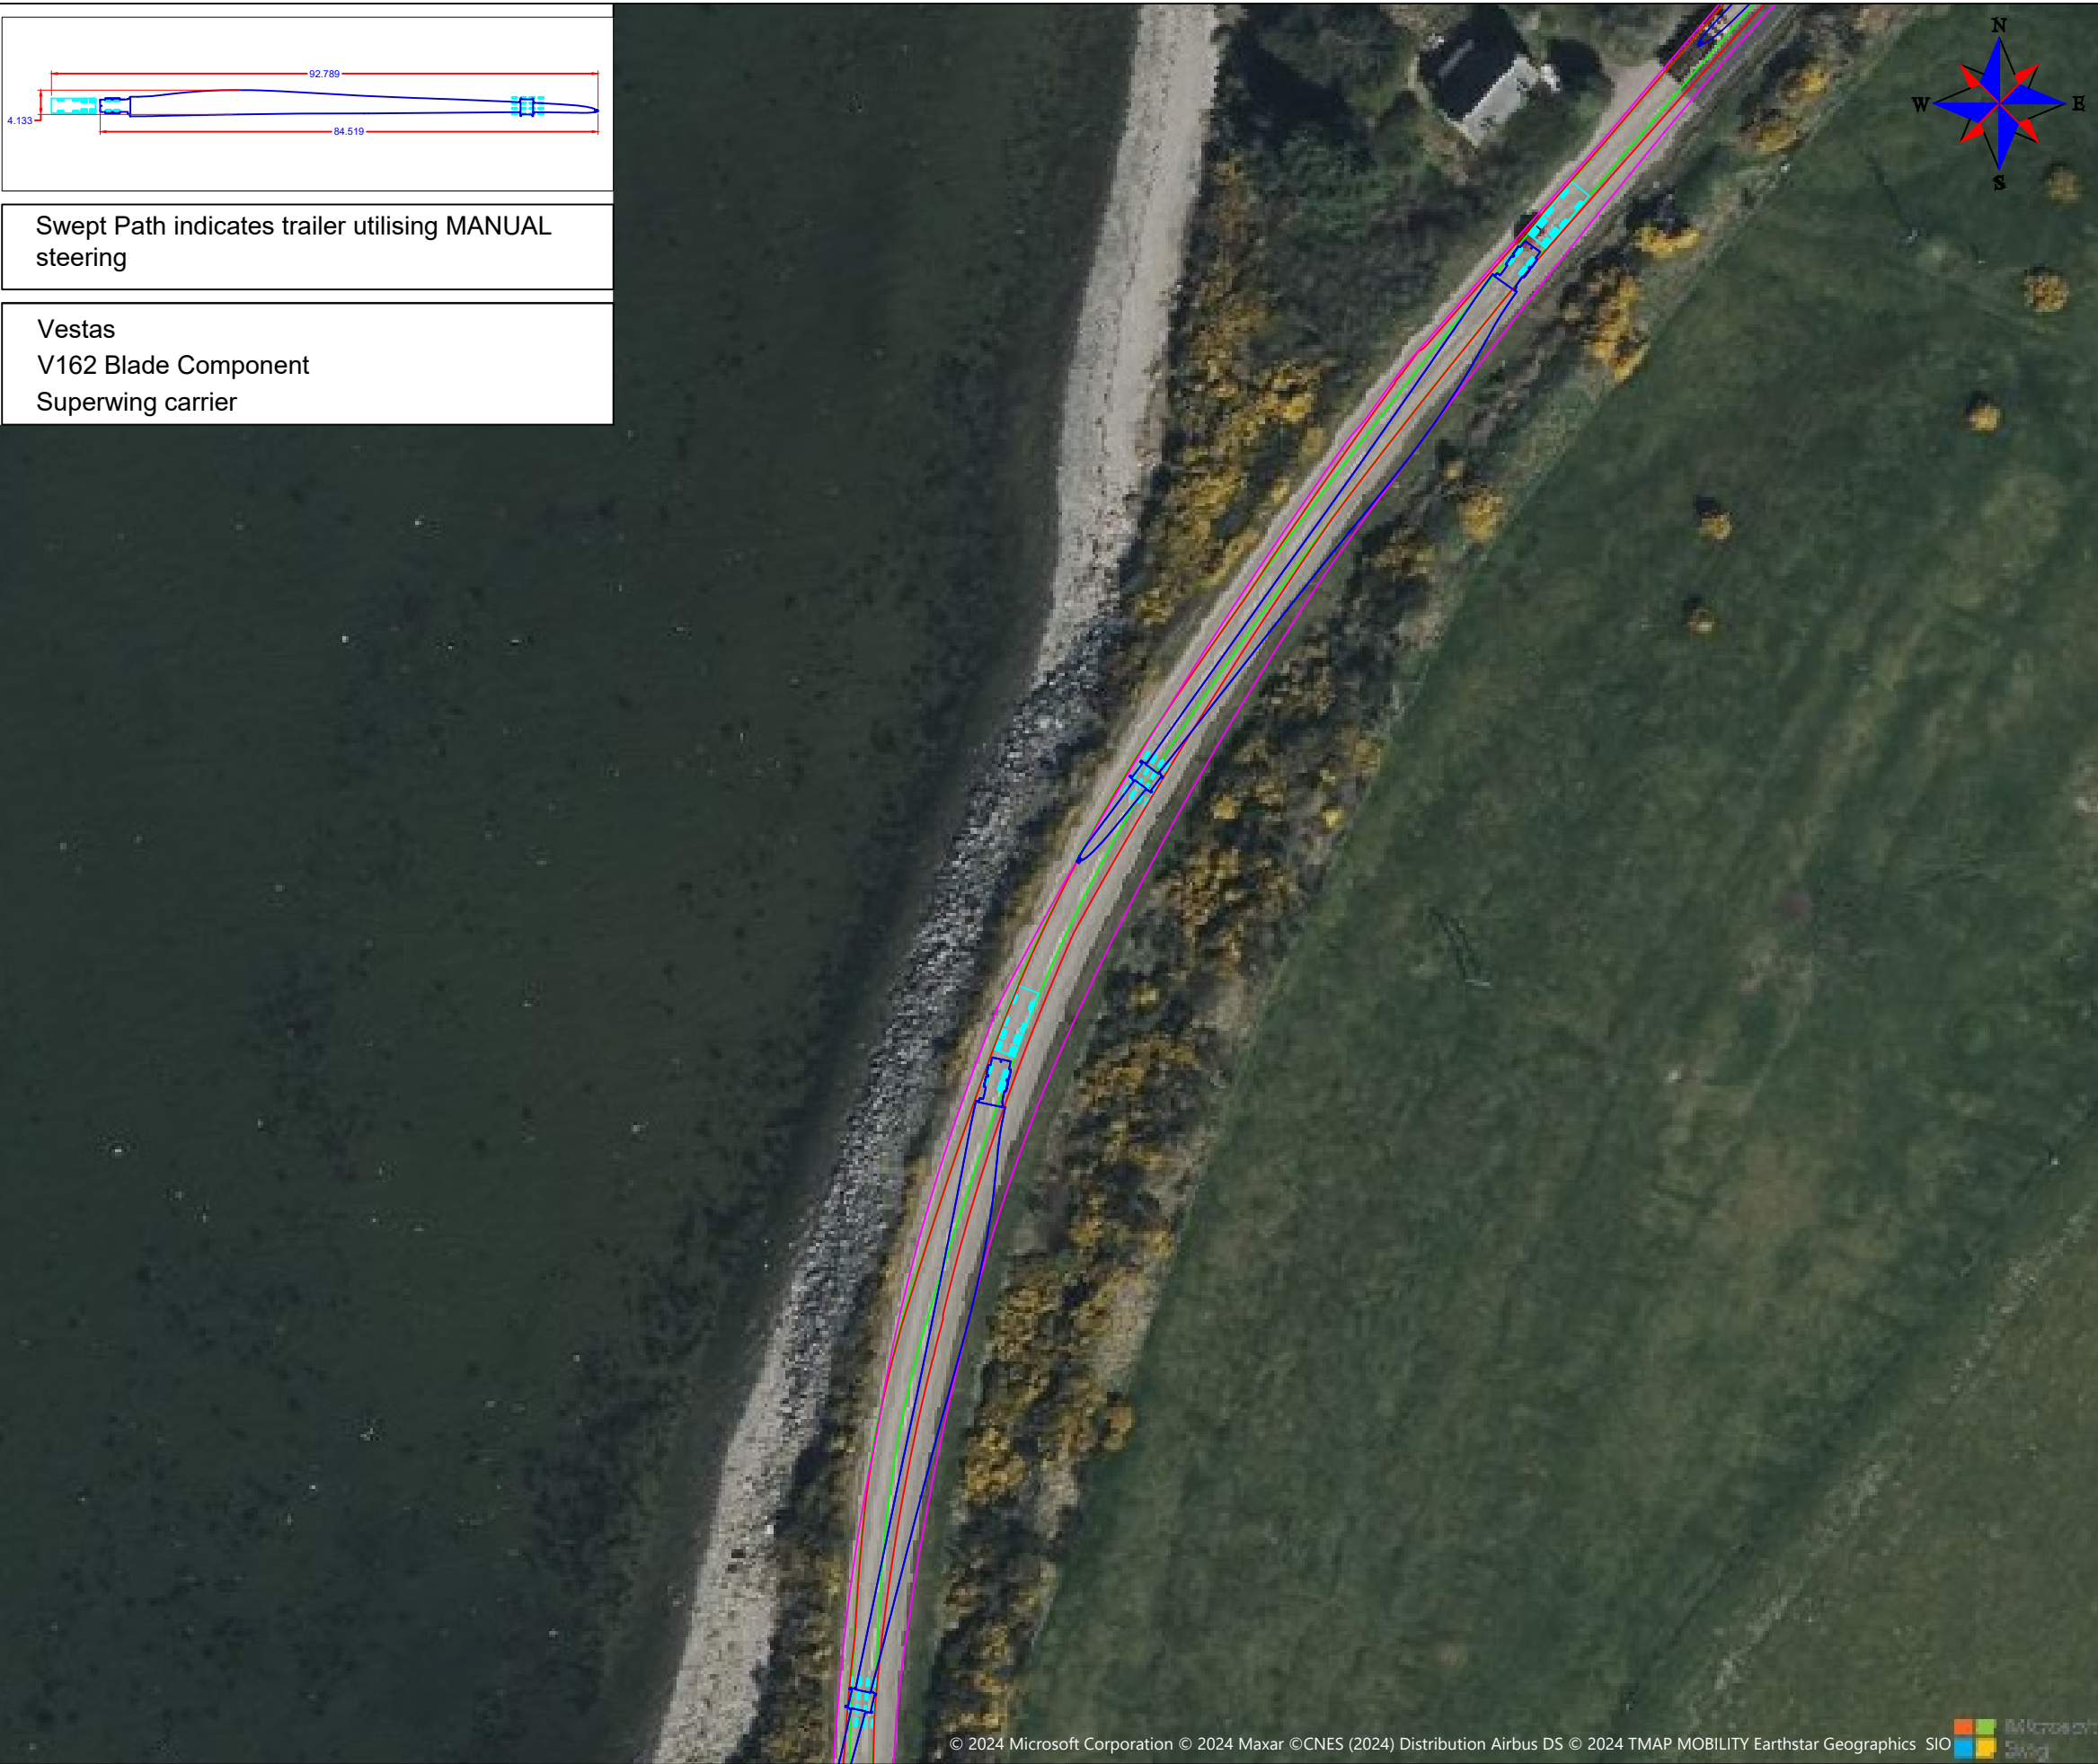 92.789
4.133
84.519
Swept Path indicates trailer utilising MANUAL
steering
Vestas
V162 Blade Component
Superwing carrier
N
W
E
S
© 2024 Microsoft Corporation © 2024 Maxar ©CNES (2024) Distribution Airbus DS © 2024 TMAP MOBILITY Earthstar Geographics SIO
Microsoft